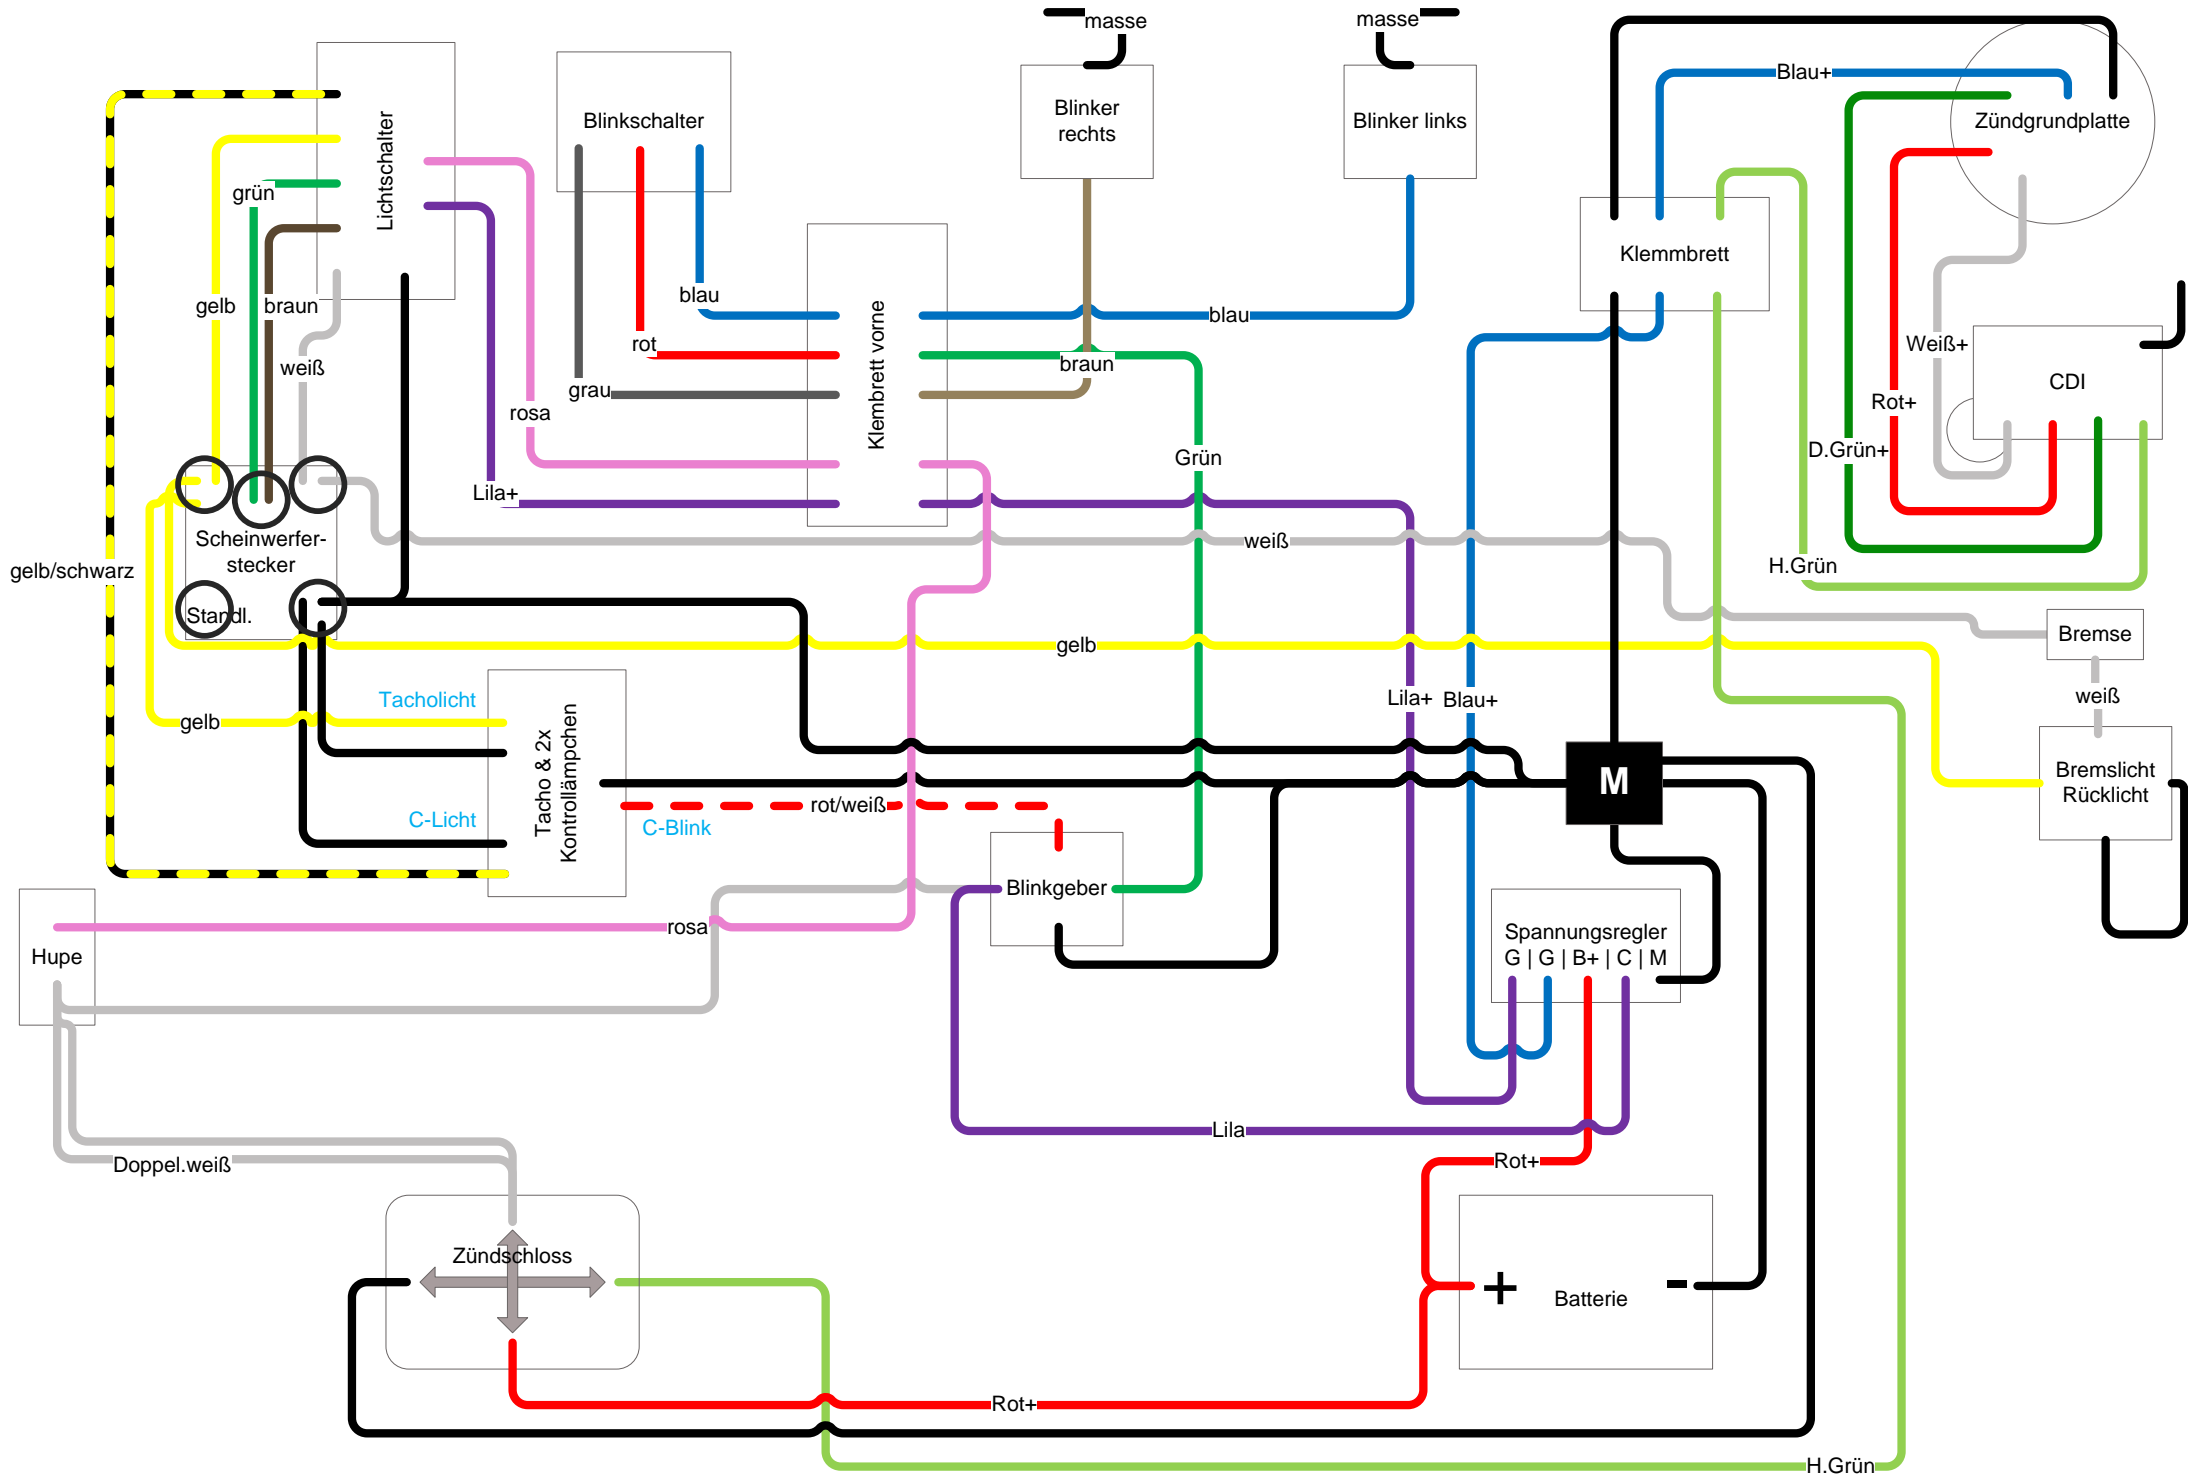 masse
masse
Blau+
Blinker
rechts
Blinkschalter
Blinker links
Zündgrundplatte
Lichtschalter
grün
Klemmbrett
gelb
braun
blau
blau
rot
Weiß+
weiß
braun
CDI
grau
Klembrett vorne
Rot+
rosa
D.Grün+
Grün
Lila+
Scheinwerfer-
stecker
weiß
gelb/schwarz
H.Grün
Standl.
Bremse
gelb
Tacholicht
Lila+
Blau+
weiß
gelb
Tacho & 2x
Kontrollämpchen
M
Bremslicht
Rücklicht
rot/weiß
C-Licht
C-Blink
Blinkgeber
rosa
Spannungsregler
G | G | B+ | C | M
Hupe
Lila
Doppel.weiß
Rot+
Zündschloss
+
-
Batterie
Rot+
H.Grün